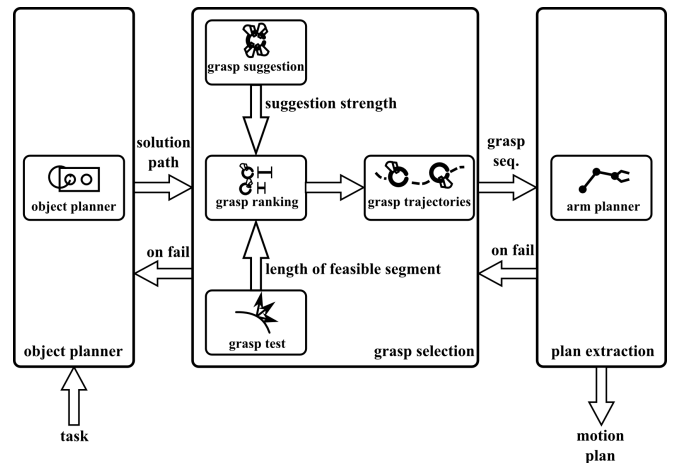 grasp suggestion
suggestion strength
solution
path
grasp
seq.
object planner
grasp ranking
grasp trajectories
arm planner
on fail
on fail
length of feasible segment
grasp test
object planner
grasp selection
plan extraction
task
motion
plan